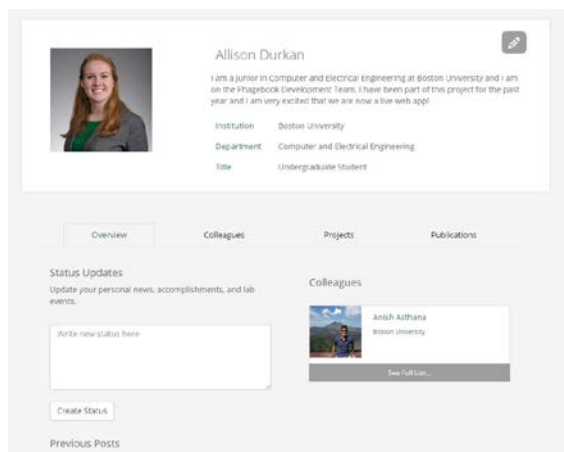 Allison Durkan
I am a junior in Computer and Electrical Engineering at Boston University and I am
on the Phagebook Development Team. I have been part of this project for the past
year and I am very excited that we are now a live web app!
Institution Boston University
Department Computer and Electrical Engineering
Title Undergraduate Student
Overview Colleagues Projects Publications
Status Updates
Update your personal news, accomplishments, and lab
events.
Write new status here
Create Status
Previous Posts
Colleagues
Anish Asthana
Boston University
See Full List...